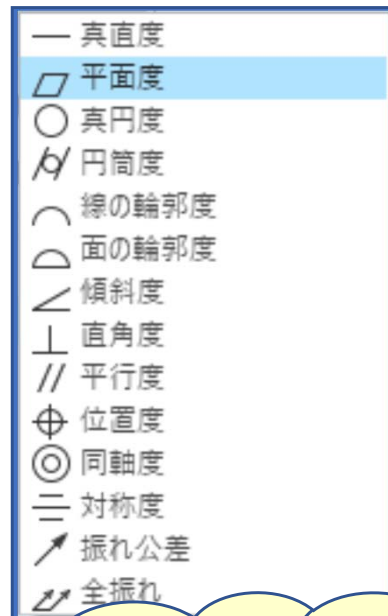 真直度
平面度
真円度
円筒度
線の輪郭度
面の輪郭度
傾斜度
直角度
平行度
位置度
同軸度
対称度
振れ公差
全振れ